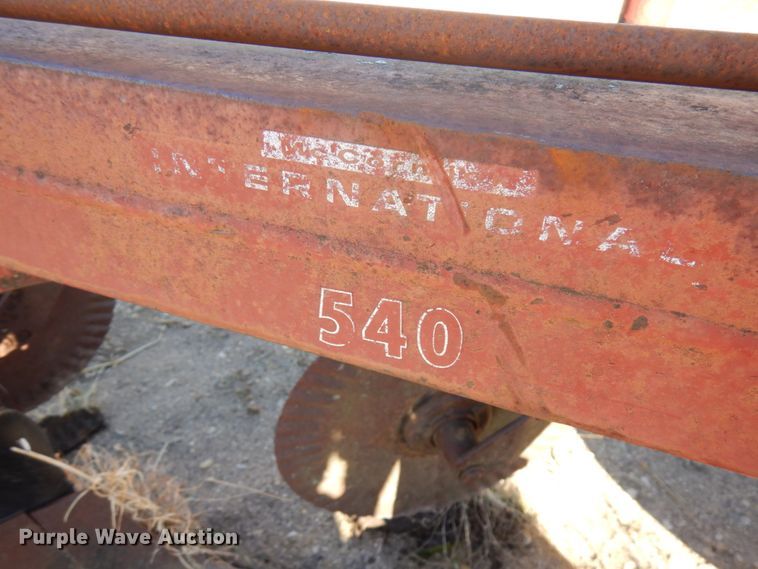 McCormick
INTERNATIONAL
540
Purple Wave Auction